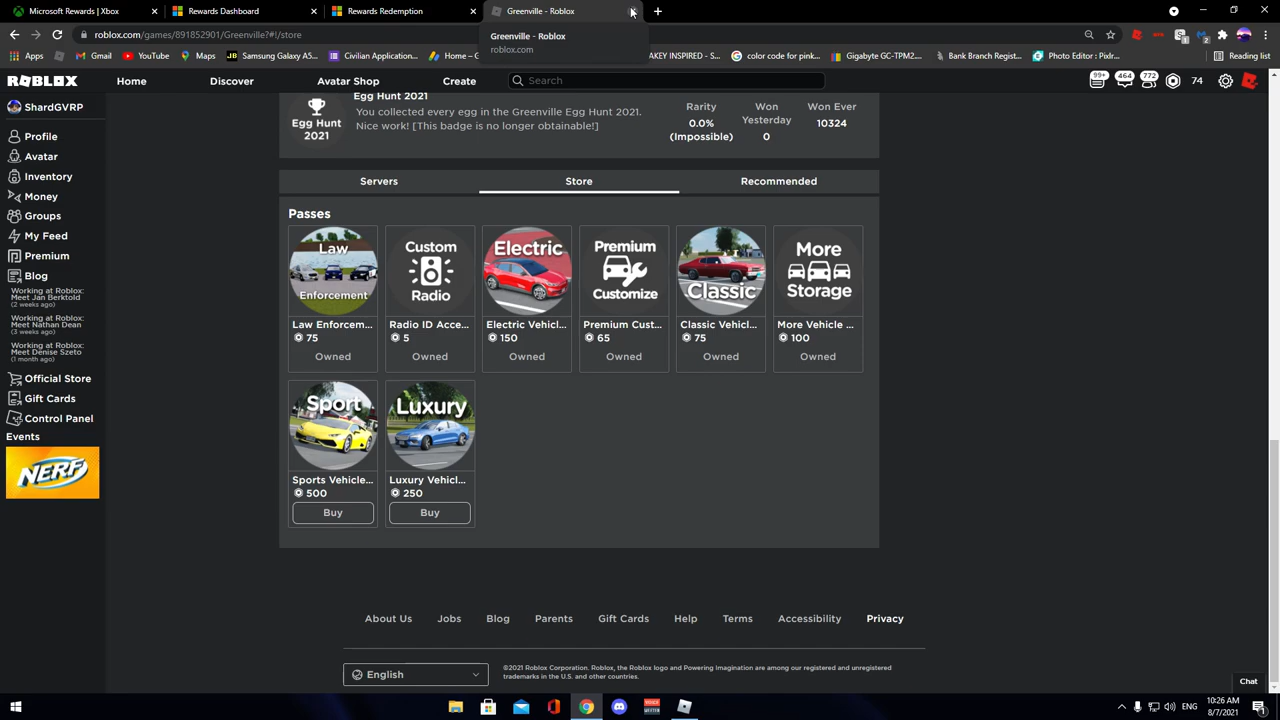 Microsoft Rewards | Xbox
Rewards Dashboard
Rewards Redemption
Greenville - Roblox
roblox.com/games/891852901/Greenville?#!/store
Greenville - Roblox
roblox.com
Apps
YouTube
Maps
Samsung Galaxy Bud...
Civilian Applicatio...
Home – G
AKEY INSPIRED – ...
color code for pink...
Gigabyte GC-TPM2...
Photo Editor : Pixlr...
Reading list
ROBLOX
Home
Discover
Avatar Shop
Create
Search
99+
464
772
74
ShardGVRP
Profile
Avatar
Inventory
Money
Groups
My Feed
Premium
Blog
Working at Roblox:
Meet Jan Berktold
(2 weeks ago)
Working at Roblox:
Meet Nathan Dean
(3 weeks ago)
Working at Roblox:
Meet Denise Szeto
(1 month ago)
Official Store
Gift Cards
Control Panel
Events
NERF
Egg Hunt
2021
Egg Hunt 2021
You collected every egg in the Greenville Egg Hunt 2021.
Nice work! [This badge is no longer obtainable!]
Rarity
0.0%
(Impossible)
Won
Yesterday
0
Won Ever
10324
Servers
Store
Recommended
Passes
Law
Enforcement
Law Enforcem...
75
Owned
Custom
Radio
Radio ID Acce...
5
Owned
Electric
Electric Vehicl...
150
Owned
Premium
Customize
Premium Cust...
65
Owned
Classic
Classic Vehicl...
75
Owned
More
Storage
More Vehicle ...
100
Owned
Sport
Sports Vehicle...
500
Buy
Luxury
Luxury Vehicl...
250
Buy
About Us
Jobs
Blog
Parents
Gift Cards
Help
Terms
Accessibility
Privacy
English
©2021 Roblox Corporation. Roblox, the Roblox logo and Powering Imagination are among our registered and unregistered
trademarks in the U.S. and other countries.
Chat
ENG
10:26 AM
8/7/2021